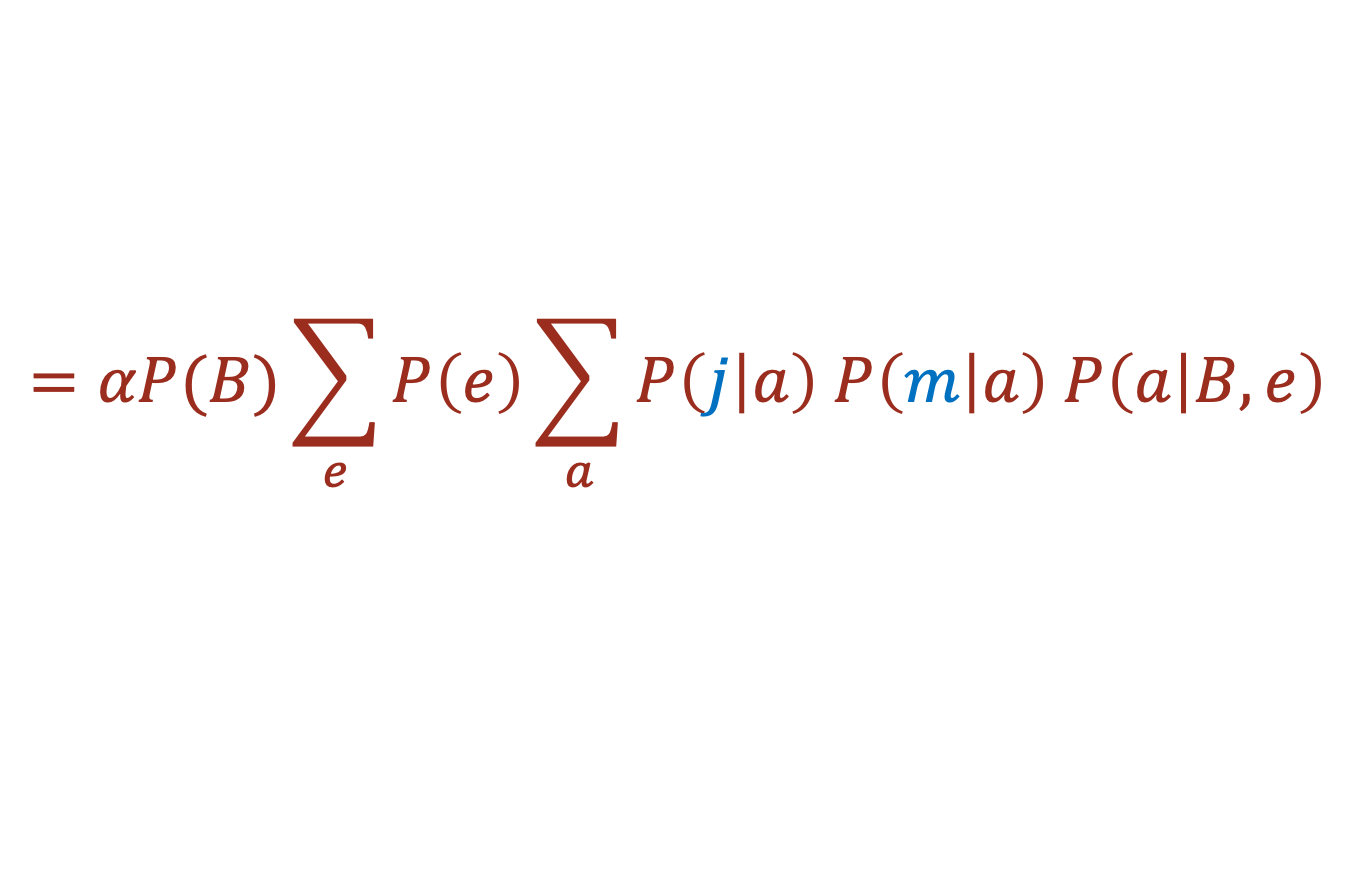 = αP(B) ∑_e P(e) ∑_a P(j|a) P(m|a) P(a|B, e)